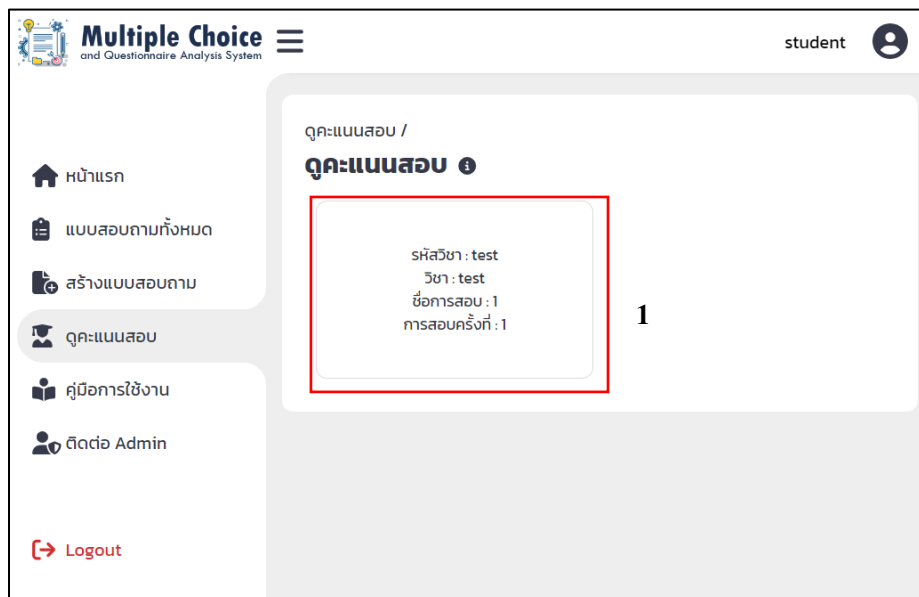 Multiple Choice
and Questionnaire Analysis System
student
หน้าแรก
แบบสอบถามทั้งหมด
สร้างแบบสอบถาม
ดูคะแนนสอบ
คู่มือการใช้งาน
ติดต่อ Admin
Logout
ดูคะแนนสอบ /
ดูคะแนนสอบ
รหัสวิชา : test
วิชา : test
ชื่อการสอบ : 1
การสอบครั้งที่ : 1
1